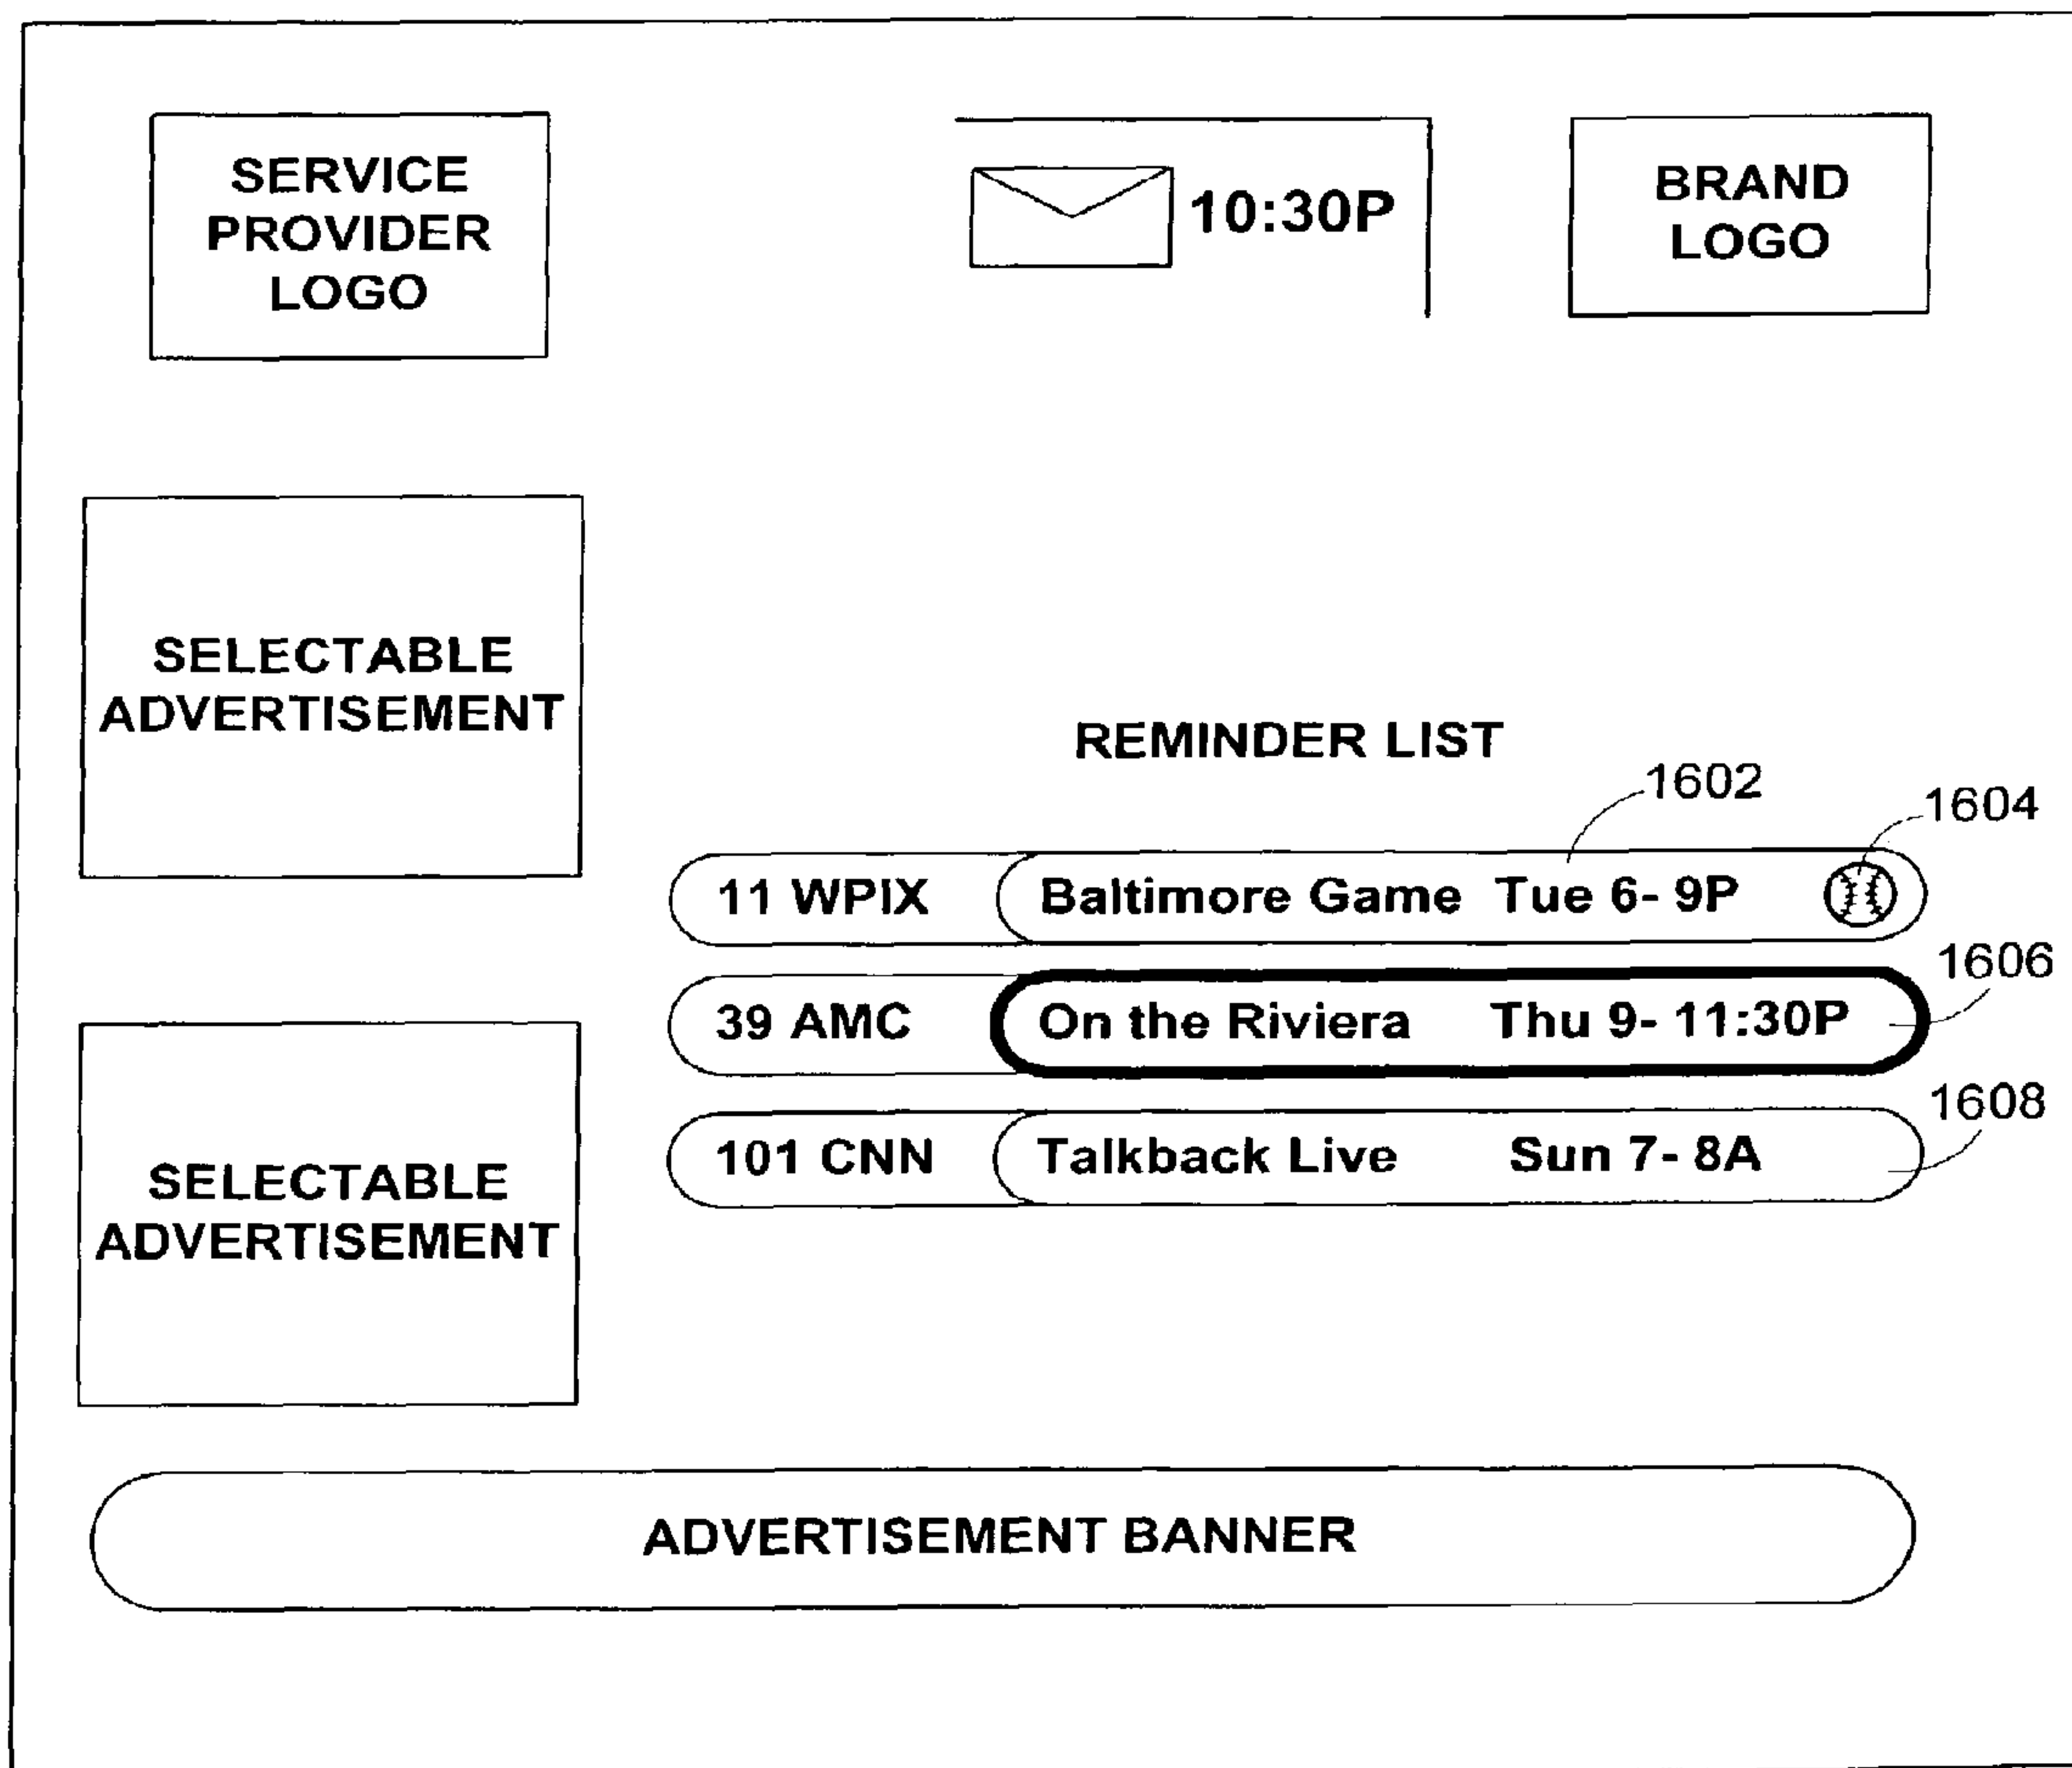 SERVICE
PROVIDER
LOGO
10:30P
BRAND
LOGO
SELECTABLE
ADVERTISEMENT
REMINDER LIST
1602
1604
11 WPIX Baltimore Game Tue 6- 9P
1606
39 AMC On the Riviera Thu 9- 11:30P
1608
101 CNN Talkback Live Sun 7- 8A
SELECTABLE
ADVERTISEMENT
ADVERTISEMENT BANNER